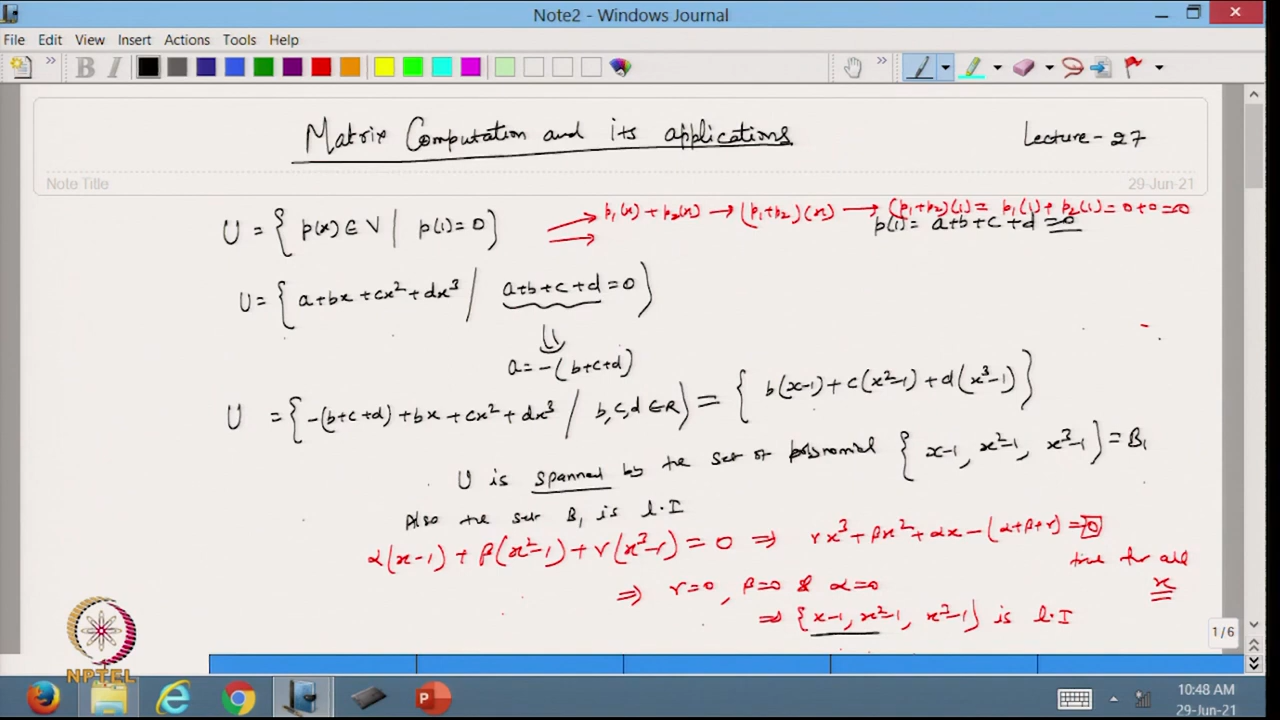 Note2 - Windows Journal
File Edit View Insert Actions Tools Help
Matrix Computation and its applications
Lecture-27
Note Title
29-Jun-21
U = { p(x) ∈ V | p(1)=0 }
p₁(x) + p₂(x) → (p₁+p₂)(x) → (p₁+p₂)(1) = p₁(1) + p₂(1) = 0+0=0
p(1) = a+b+c+d = 0
U = { a+bx+cx²+dx³ / a+b+c+d = 0 }
⇓
a = -(b+c+d)
U = { -(b+c+d) + bx + cx² + dx³ / b,c,d ∈ R } = { b(x-1) + c(x²-1) + d(x³-1) }
U is spanned by the set of polynomial { x-1, x²-1, x³-1 } = B₁
Also the set B₁ is l.I
α(x-1) + β(x²-1) + γ(x³-1) = 0 ⇒ γx³ + βx² + αx - (α+β+γ) = 0
true for all
x
⇒ γ=0, β=0 & α=0
⇒ { x-1, x²-1, x³-1 } is l.I
1/6
NPTEL
10:48 AM
29-Jun-21